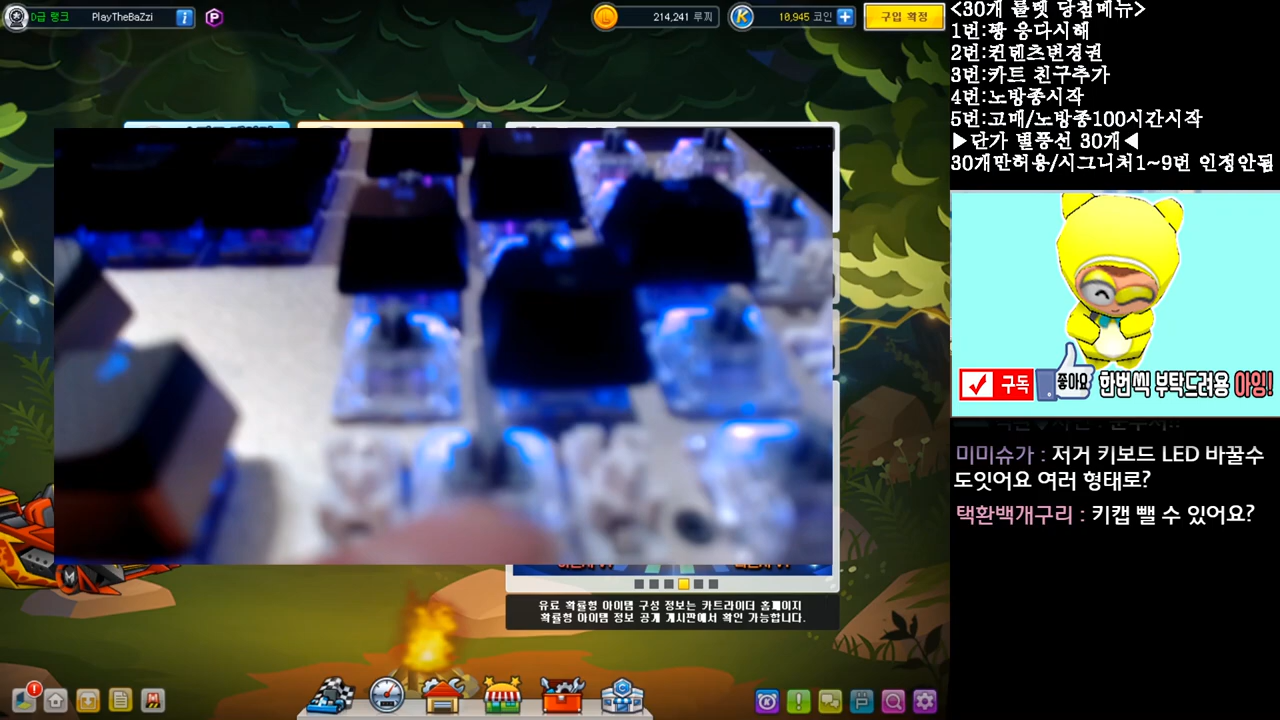 D급 랭크 PlayTheBaZzi
214,241 루찌
10,945 코인
구입 확정
<30개 룰벳 당첨메뉴>
1번:꽝 응다시해
2번:컨텐츠변경권
3번:카트 친구추가
4번:노방종시작
5번:고배/노방종100시간시작
▶단가 별풍선 30개◀
30개만허용/시그니처1~9번 인정안됨
구독
좋아요
한번씩 부탁드려용 아잉!
미미슈가 : 저거 키보드 LED 바꿀수
도잇어요 여러 형태로?
택환백개구리 : 키캡 뺄 수 있어요?
유료 확률형 아이템 구성 정보는 카트라이더 홈페이지
확률형 아이템 정보 공개 게시판에서 확인 가능합니다.